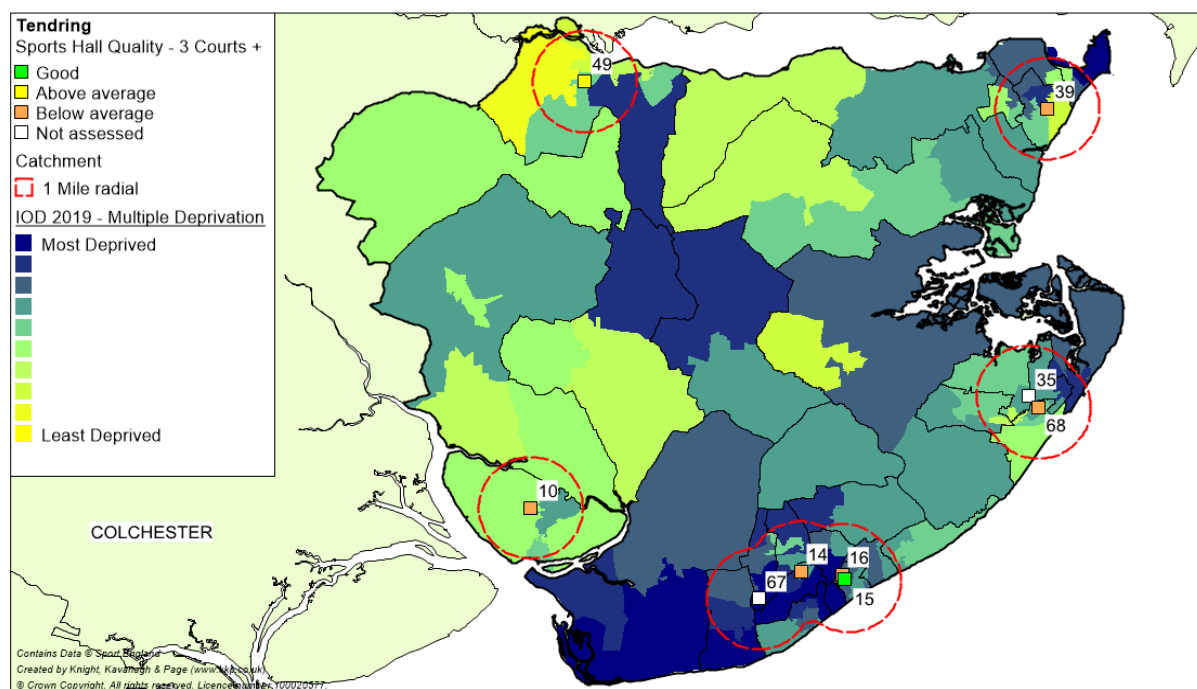 Tendring
Sports Hall Quality - 3 Courts +
Good
Above average
Below average
Not assessed
Catchment
1 Mile radial
IOD 2019 - Multiple Deprivation
Most Deprived
Least Deprived
49
39
35
68
10
COLCHESTER
14
16
67
15
Contains Data © Sport England
Created by Knight, Kavanagh & Page (www.kkp.co.uk)
© Crown Copyright. All rights reserved. Licence number 100020577.